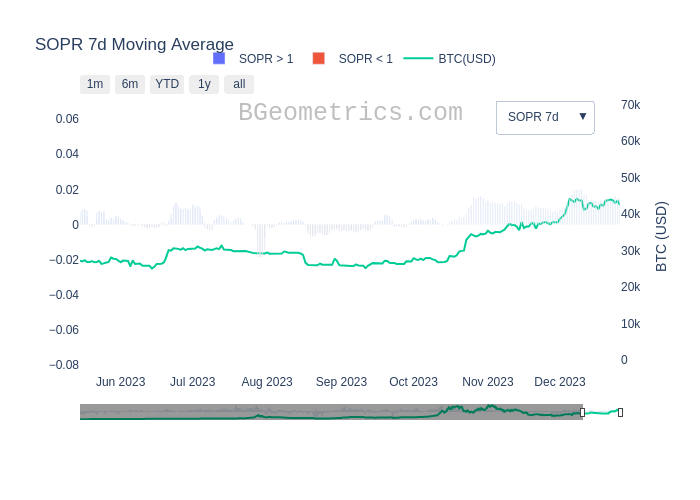 SOPR 7d Moving Average
SOPR > 1
SOPR < 1
BTC(USD)
1m
6m
YTD
1y
all
BGeometrics.com
SOPR 7d
▼
0.06
0.04
0.02
0
−0.02
−0.04
−0.06
−0.08
70k
60k
50k
40k
30k
20k
10k
0
BTC (USD)
Jun 2023
Jul 2023
Aug 2023
Sep 2023
Oct 2023
Nov 2023
Dec 2023